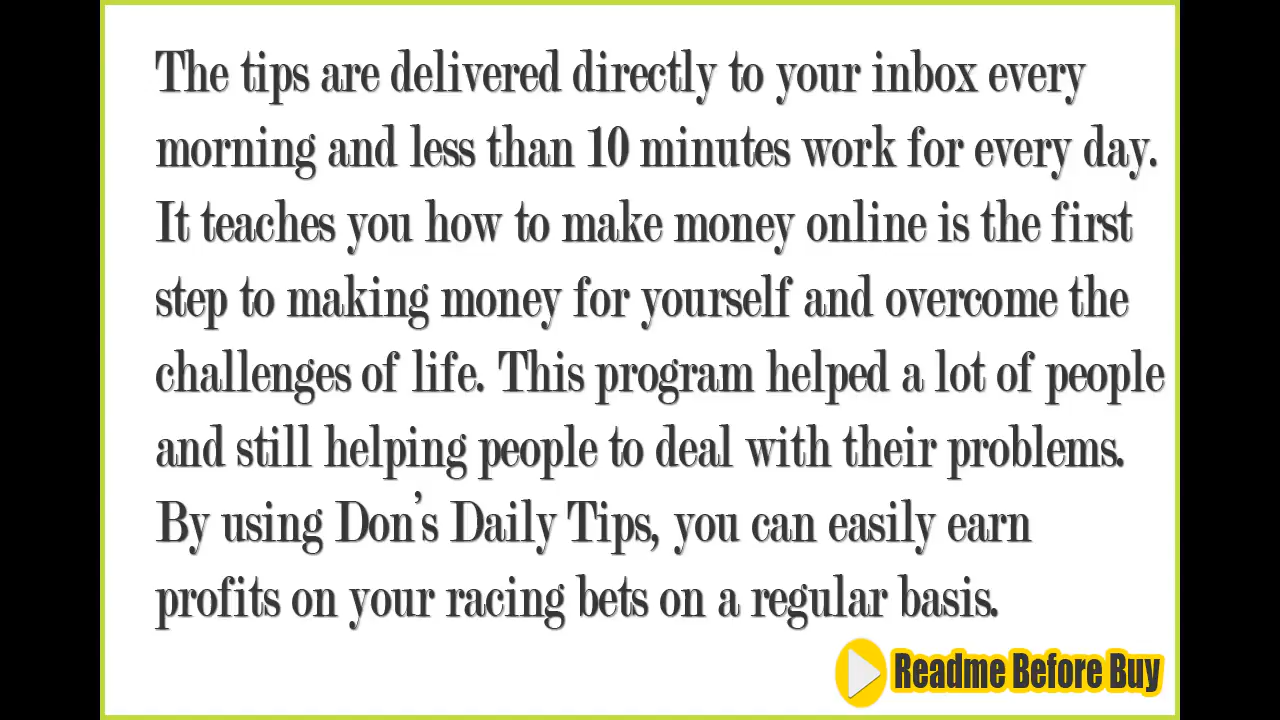 The tips are delivered directly to your inbox every
morning and less than 10 minutes work for every day.
It teaches you how to make money online is the first
step to making money for yourself and overcome the
challenges of life. This program helped a lot of people
and still helping people to deal with their problems.
By using Don's Daily Tips, you can easily earn
profits on your racing bets on a regular basis.
Readme Before Buy